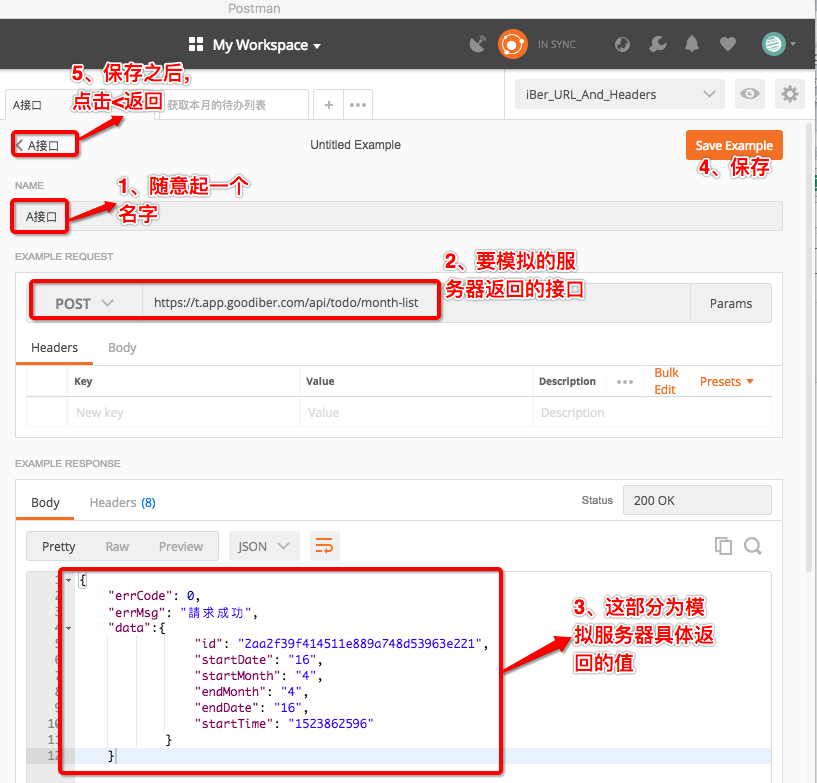 Postman
My Workspace
IN SYNC
5、保存之后，
点击<返回
A接口
获取本月的待办列表
+
•••
iBer_URL_And_Headers
< A接口
Untitled Example
Save Example
4、保存
NAME
1、随意起一个
名字
A接口
EXAMPLE REQUEST
2、要模拟的服
务器返回的接口
POST
https://t.app.goodiber.com/api/todo/month-list
Params
Headers
Body
Key
Value
Description
•••
Bulk
Edit
Presets
New key
Value
Description
EXAMPLE RESPONSE
Body
Headers (8)
Status
200 OK
Pretty
Raw
Preview
JSON
1 {
2 "errCode": 0,
3 "errMsg": "請求成功",
4 "data":{
5 "id": "2aa2f39f414511e889a748d53963e221",
6 "startDate": "16",
7 "startMonth": "4",
8 "endMonth": "4",
9 "endDate": "16",
10 "startTime": "1523862596"
11 }
12 }
3、这部分为模
拟服务器具体返
回的值